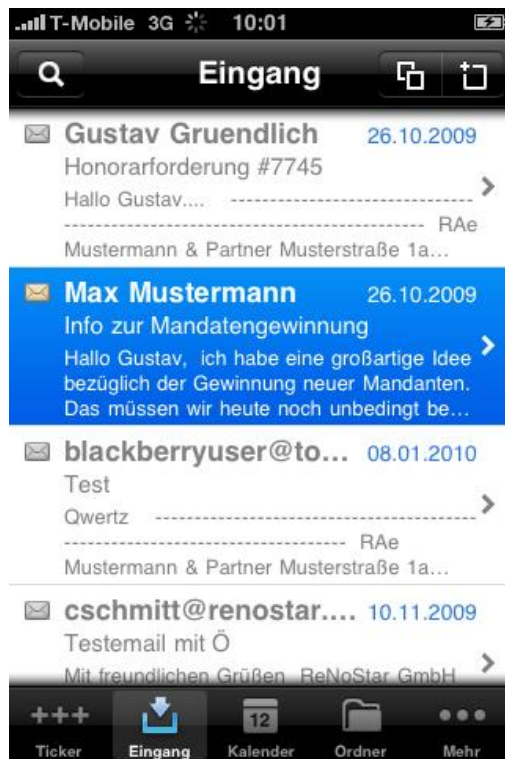 T-Mobile 3G 10:01
Eingang
Gustav Gruendlich 26.10.2009
Honorarforderung #7745
Hallo Gustav.... ----------------------------------
--------------------------------------------------- RAe
Mustermann & Partner Musterstraße 1a...
Max Mustermann 26.10.2009
Info zur Mandatengewinnung
Hallo Gustav, ich habe eine großartige Idee
bezüglich der Gewinnung neuer Mandanten.
Das müssen wir heute noch unbedingt be...
blackberryuser@to... 08.01.2010
Test
Qwertz ---------------------------------------------
---------------------------------------- RAe
Mustermann & Partner Musterstraße 1a...
cschmitt@renostar.... 10.11.2009
Testemail mit Ö
Mit freundlichen Grüßen ReNoStar GmbH
+++ 12
Ticker Eingang Kalender Ordner Mehr